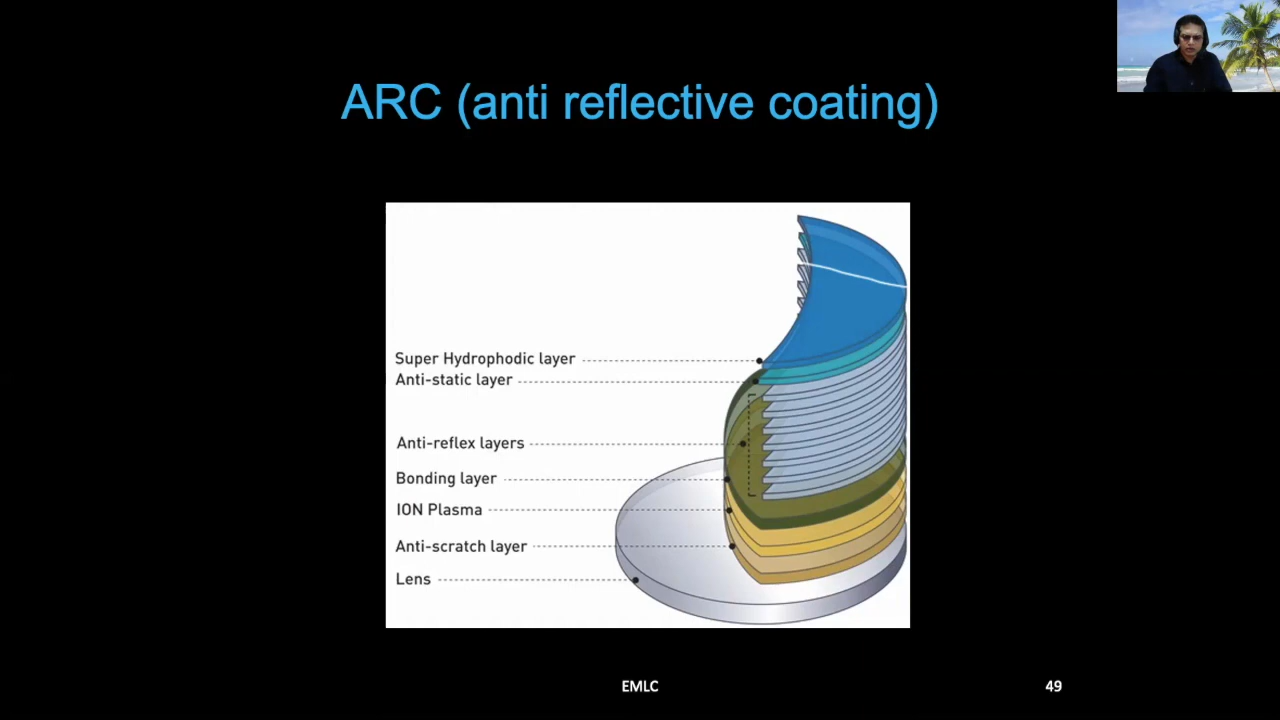 ARC (anti reflective coating)
Super Hydrophodic layer
Anti-static layer
Anti-reflex layers
Bonding layer
ION Plasma
Anti-scratch layer
Lens
EMLC
49